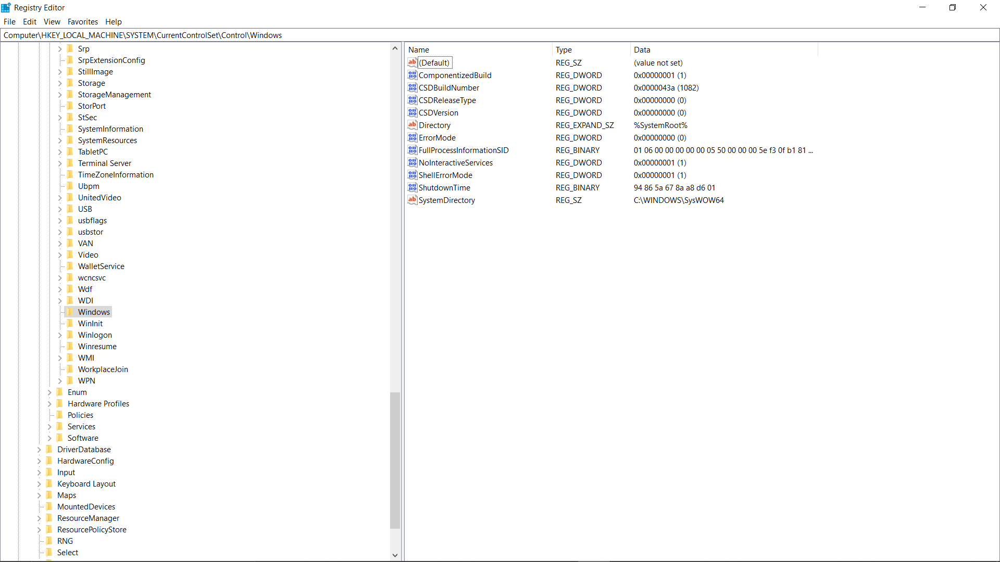 Registry Editor
File Edit View Favorites Help
Computer\HKEY_LOCAL_MACHINE\SYSTEM\CurrentControlSet\Control\Windows
Srp
SrpExtensionConfig
StillImage
Storage
StorageManagement
StorPort
StSec
SystemInformation
SystemResources
TabletPC
Terminal Server
TimeZoneInformation
Ubpm
UnitedVideo
USB
usbflags
usbstor
VAN
Video
WalletService
wcncsvc
Wdf
WDI
Windows
WinInit
Winlogon
Winresume
WMI
WorkplaceJoin
WPN
Enum
Hardware Profiles
Policies
Services
Software
DriverDatabase
HardwareConfig
Input
Keyboard Layout
Maps
MountedDevices
ResourceManager
ResourcePolicyStore
RNG
Select
Name Type Data
(Default) REG_SZ (value not set)
ComponentizedBuild REG_DWORD 0x00000001 (1)
CSDBuildNumber REG_DWORD 0x0000043a (1082)
CSDReleaseType REG_DWORD 0x00000000 (0)
CSDVersion REG_DWORD 0x00000000 (0)
Directory REG_EXPAND_SZ %SystemRoot%
ErrorMode REG_DWORD 0x00000000 (0)
FullProcessInformationSID REG_BINARY 01 06 00 00 00 00 00 05 50 00 00 00 5e f3 0f b1 81 ...
NoInteractiveServices REG_DWORD 0x00000001 (1)
ShellErrorMode REG_DWORD 0x00000001 (1)
ShutdownTime REG_BINARY 94 86 5a 67 8a a8 d6 01
SystemDirectory REG_SZ C:\WINDOWS\SysWOW64